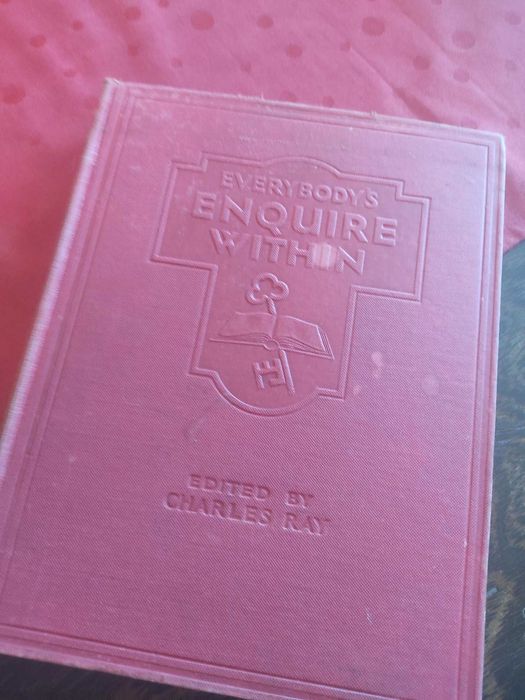 EVERYBODY'S
ENQUIRE
WITHIN
EDITED BY
CHARLES RAY